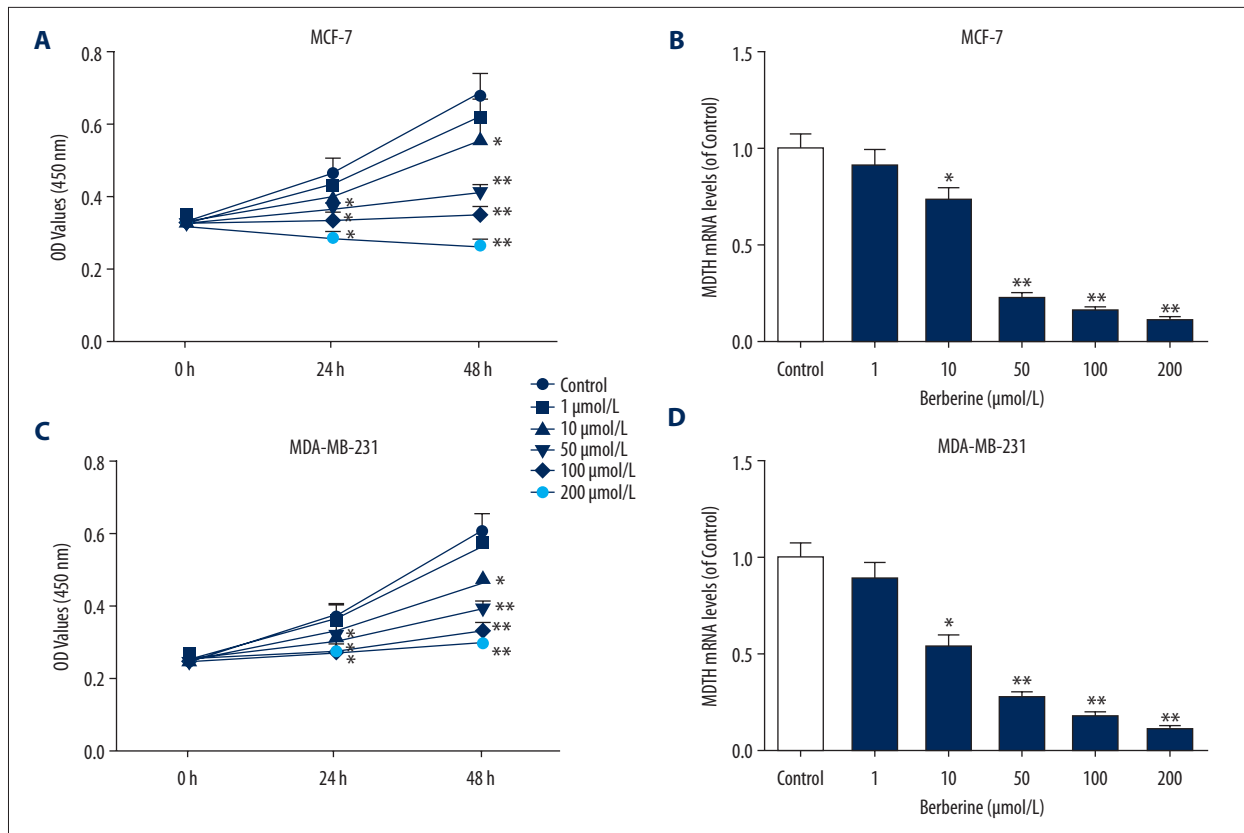 A
MCF-7
0.8
0.6
0.4
0.2
0.0
OD Values (450 nm)
*
**
**
**
*
*
*
0 h 24 h 48 h
B
MCF-7
1.5
1.0
0.5
0.0
MDTH mRNA levels (of Control)
*
**
**
**
Control 1 10 50 100 200
Berberine (µmol/L)
Control
1 µmol/L
10 µmol/L
50 µmol/L
100 µmol/L
200 µmol/L
C
MDA-MB-231
0.8
0.6
0.4
0.2
0.0
OD Values (450 nm)
*
**
**
**
*
*
*
0 h 24 h 48 h
D
MDA-MB-231
1.5
1.0
0.5
0.0
MDTH mRNA levels (of Control)
*
**
**
**
Control 1 10 50 100 200
Berberine (µmol/L)